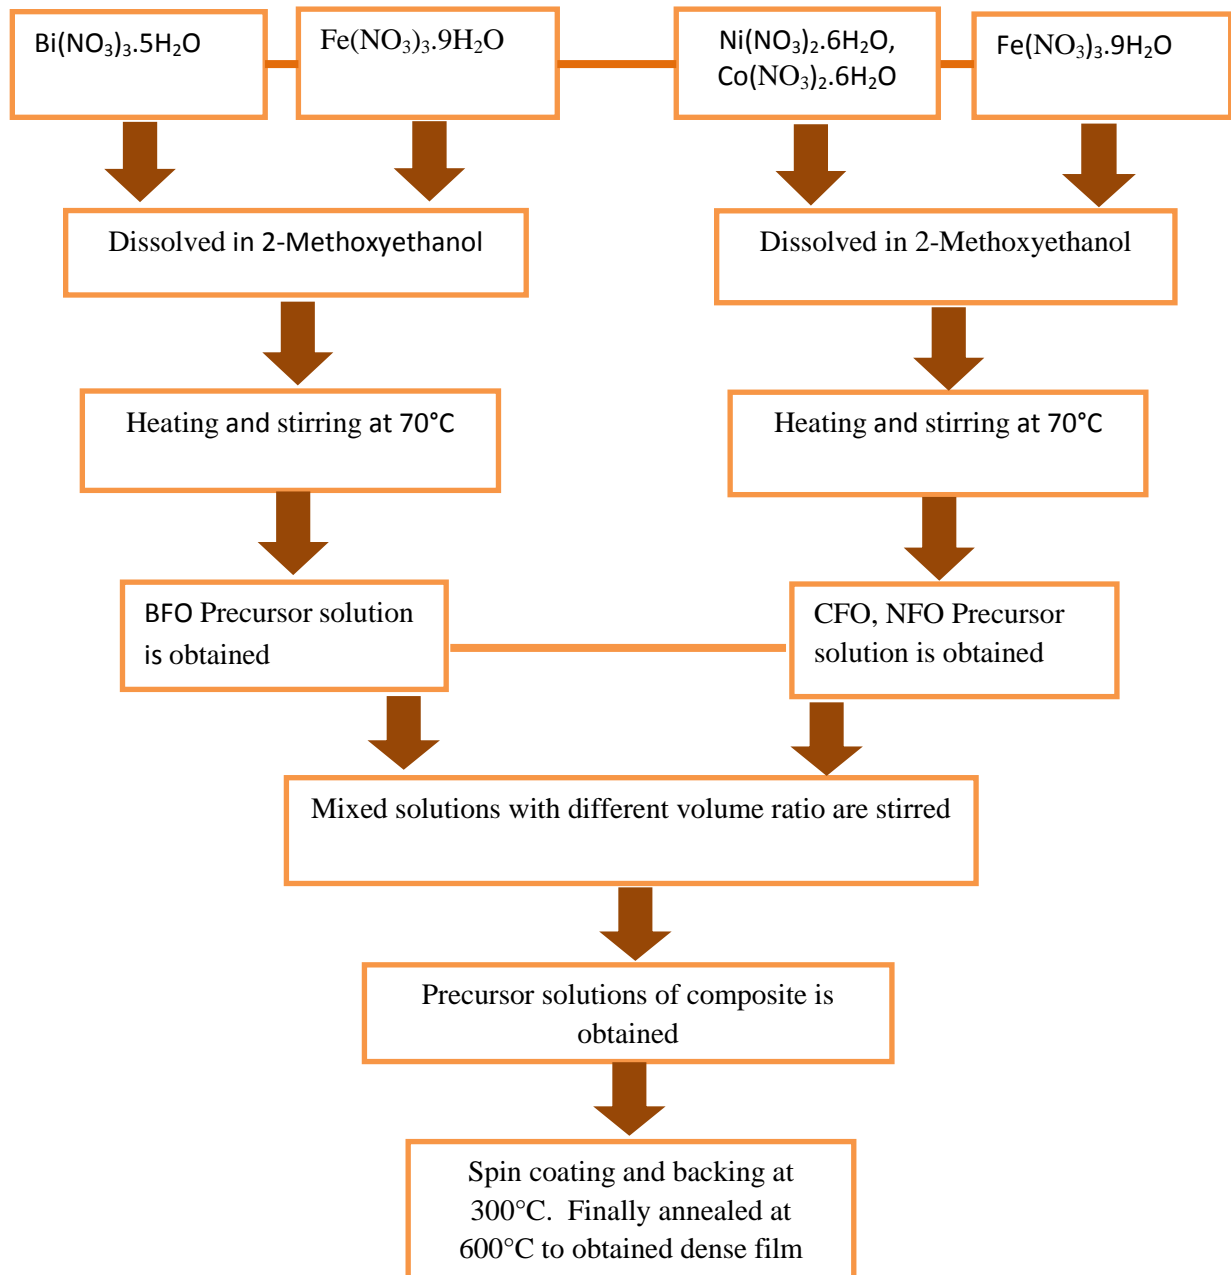 Bi(NO₃)₃.5H₂O
Fe(NO₃)₃.9H₂O
Ni(NO₃)₂.6H₂O,
Co(NO₃)₂.6H₂O
Fe(NO₃)₃.9H₂O
Dissolved in 2-Methoxyethanol
Dissolved in 2-Methoxyethanol
Heating and stirring at 70°C
Heating and stirring at 70°C
BFO Precursor solution
is obtained
CFO, NFO Precursor
solution is obtained
Mixed solutions with different volume ratio are stirred
Precursor solutions of composite is
obtained
Spin coating and backing at
300°C.  Finally annealed at
600°C to obtained dense film